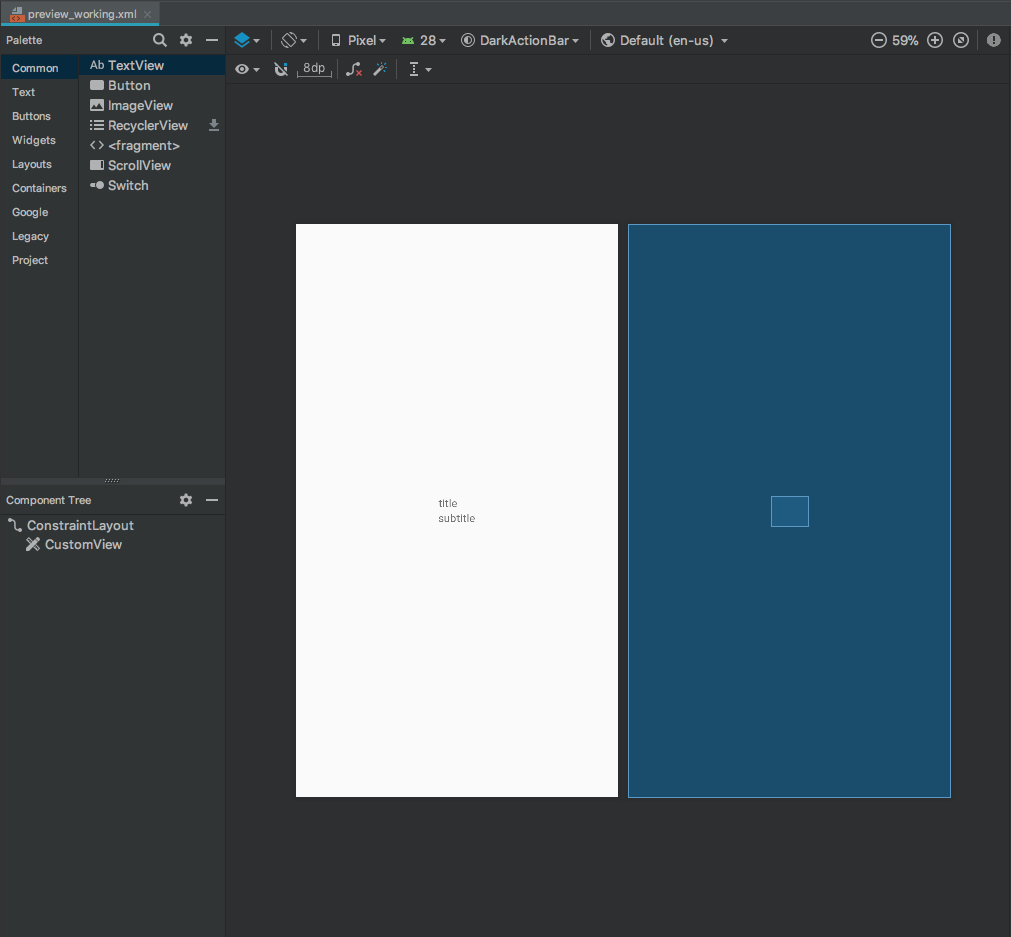 preview_working.xml
Palette
Pixel
28
DarkActionBar
Default (en-us)
59%
8dp
Common
Text
Buttons
Widgets
Layouts
Containers
Google
Legacy
Project
Ab TextView
Button
ImageView
RecyclerView
<fragment>
ScrollView
Switch
title
subtitle
Component Tree
ConstraintLayout
CustomView